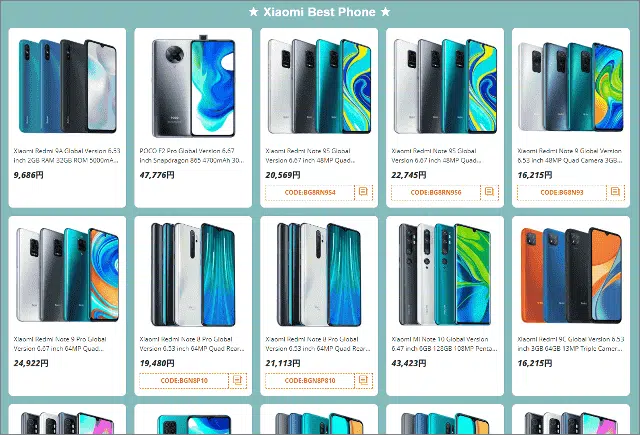 ★ Xiaomi Best Phone ★
Xiaomi Redmi 9A Global Version 6.53
inch 2GB RAM 32GB ROM 5000mA...
9,686円
POCO F2 Pro Global Version 6.67
inch Snapdragon 865 4700mAh 30...
47,776円
Xiaomi Redmi Note 9S Global
Version 6.67 inch 48MP Quad...
20,569円
CODE:BG8RN954
Xiaomi Redmi Note 9S Global
Version 6.67 inch 48MP Quad...
22,745円
CODE:BG8RN956
Xiaomi Redmi Note 9 Global Version
6.53 inch 48MP Quad Camera 3GB...
16,215円
CODE:BG8N93
Xiaomi Redmi Note 9 Pro Global
Version 6.67 inch 64MP Quad...
24,922円
Xiaomi Redmi Note 8 Pro Global
Version 6.53 inch 64MP Quad Rear...
19,480円
CODE:BGN8P10
Xiaomi Redmi Note 8 Pro Global
Version 6.53 inch 64MP Quad Rear...
21,113円
CODE:BGN8P810
Xiaomi Mi Note 10 Global Version
6.47 inch 6GB 128GB 108MP Penta...
43,423円
Xiaomi Redmi 9C Global Version 6.53
inch 3GB 64GB 13MP Triple Camer...
16,215円